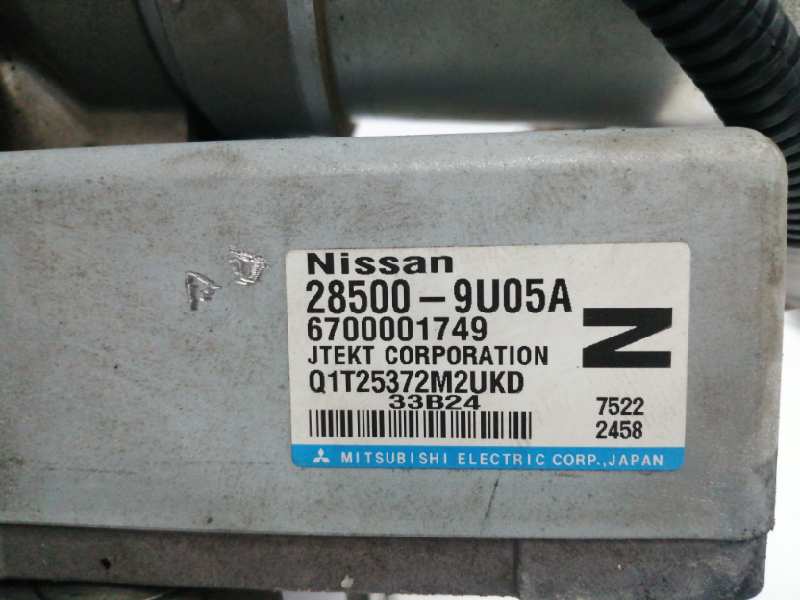 Nissan
28500-9U05A
6700001749
JTEKT CORPORATION
Q1T25372M2UKD
33B24
N
7522
2458
MITSUBISHI ELECTRIC CORP.,JAPAN